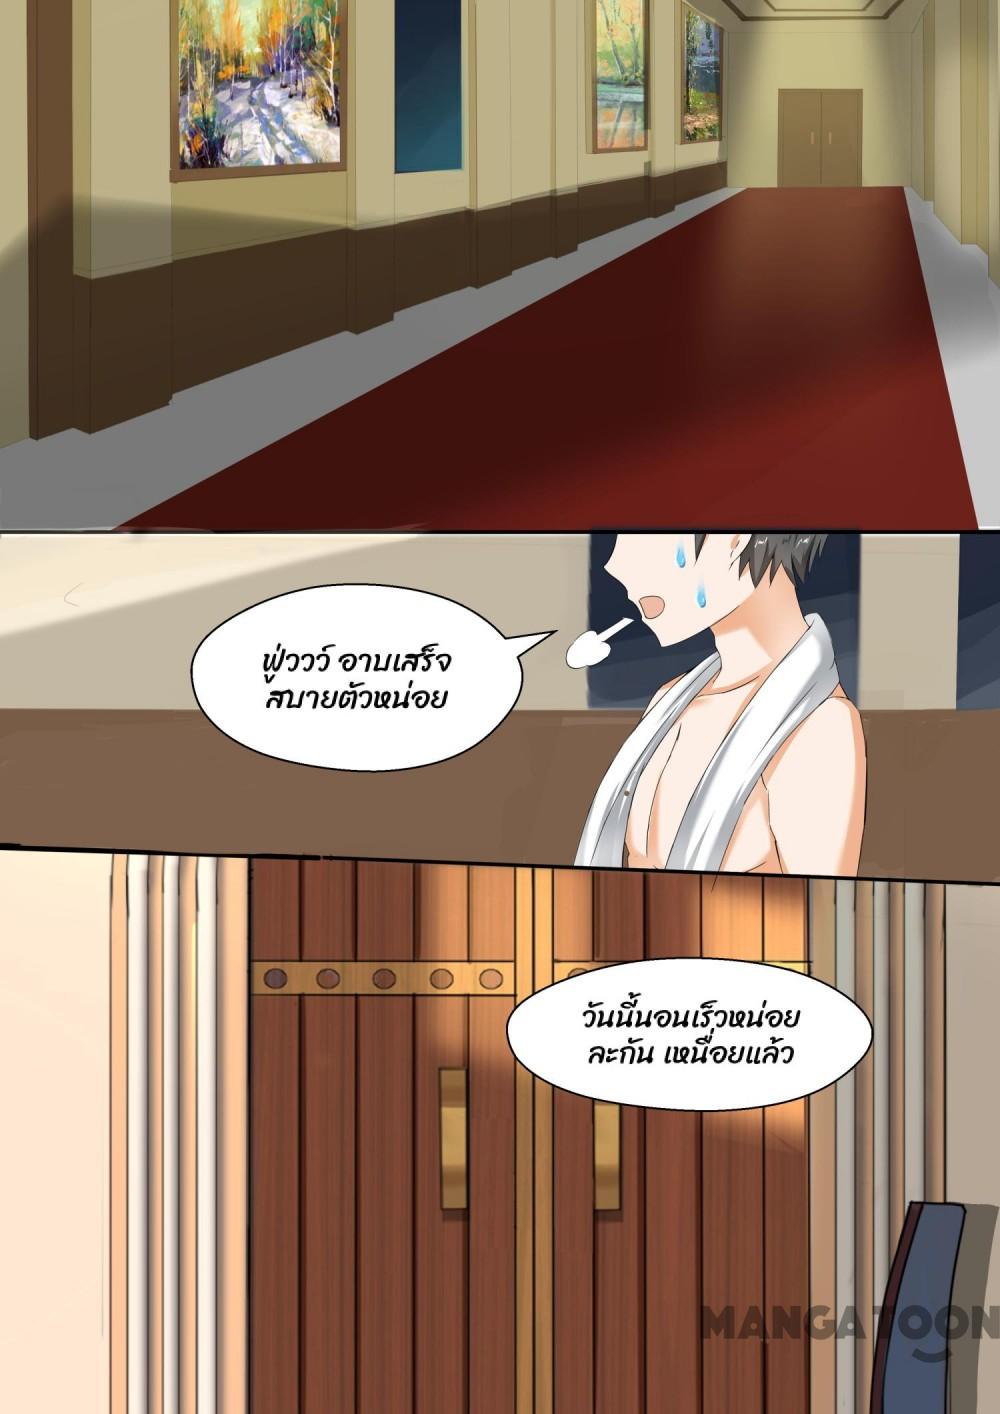 ฟู่ววว์ อาบเสร็จ
สบายตัวหน่อย
วันนี้นอนเร็วหน่อย
ละกัน เหนื่อยแล้ว
MANGATOON